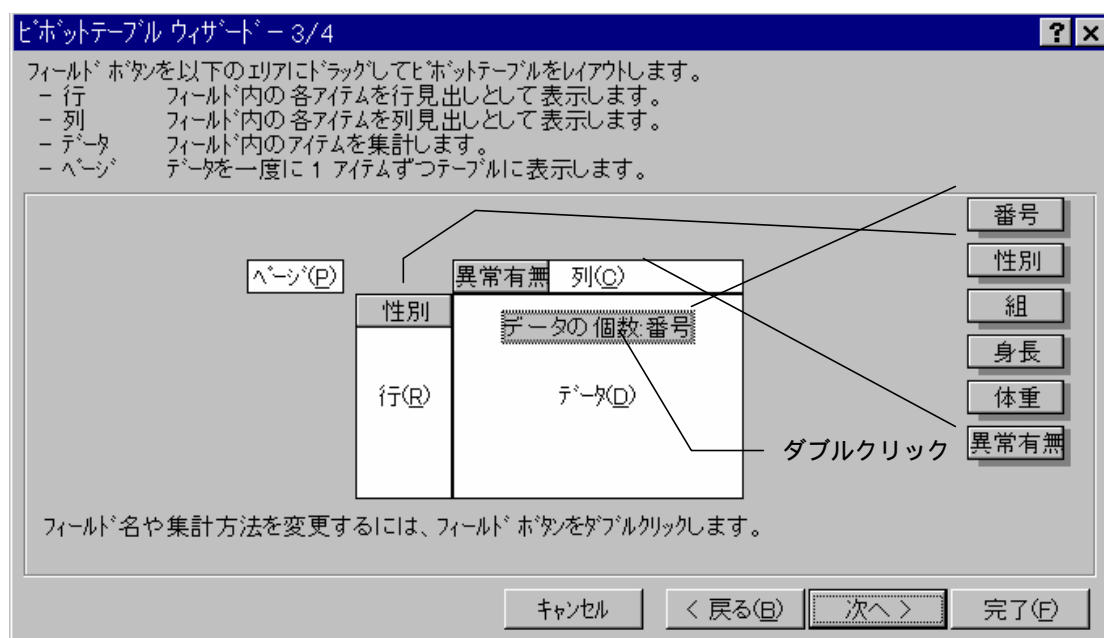 ピボットテーブル ウィザード － 3/4
フィールド ボタンを以下のエリアにドラッグしてピボットテーブルをレイアウトします。
－ 行 フィールド内の各アイテムを行見出しとして表示します。
－ 列 フィールド内の各アイテムを列見出しとして表示します。
－ データ フィールド内のアイテムを集計します。
－ ページ データを一度に 1 アイテムずつテーブルに表示します。
番号
性別
組
身長
体重
異常有無
ページ(P)
異常有無 列(C)
性別
データの個数:番号
行(R)
データ(D)
ダブルクリック
フィールド名や集計方法を変更するには、フィールド ボタンをダブルクリックします。
キャンセル
< 戻る(B)
次へ >
完了(F)